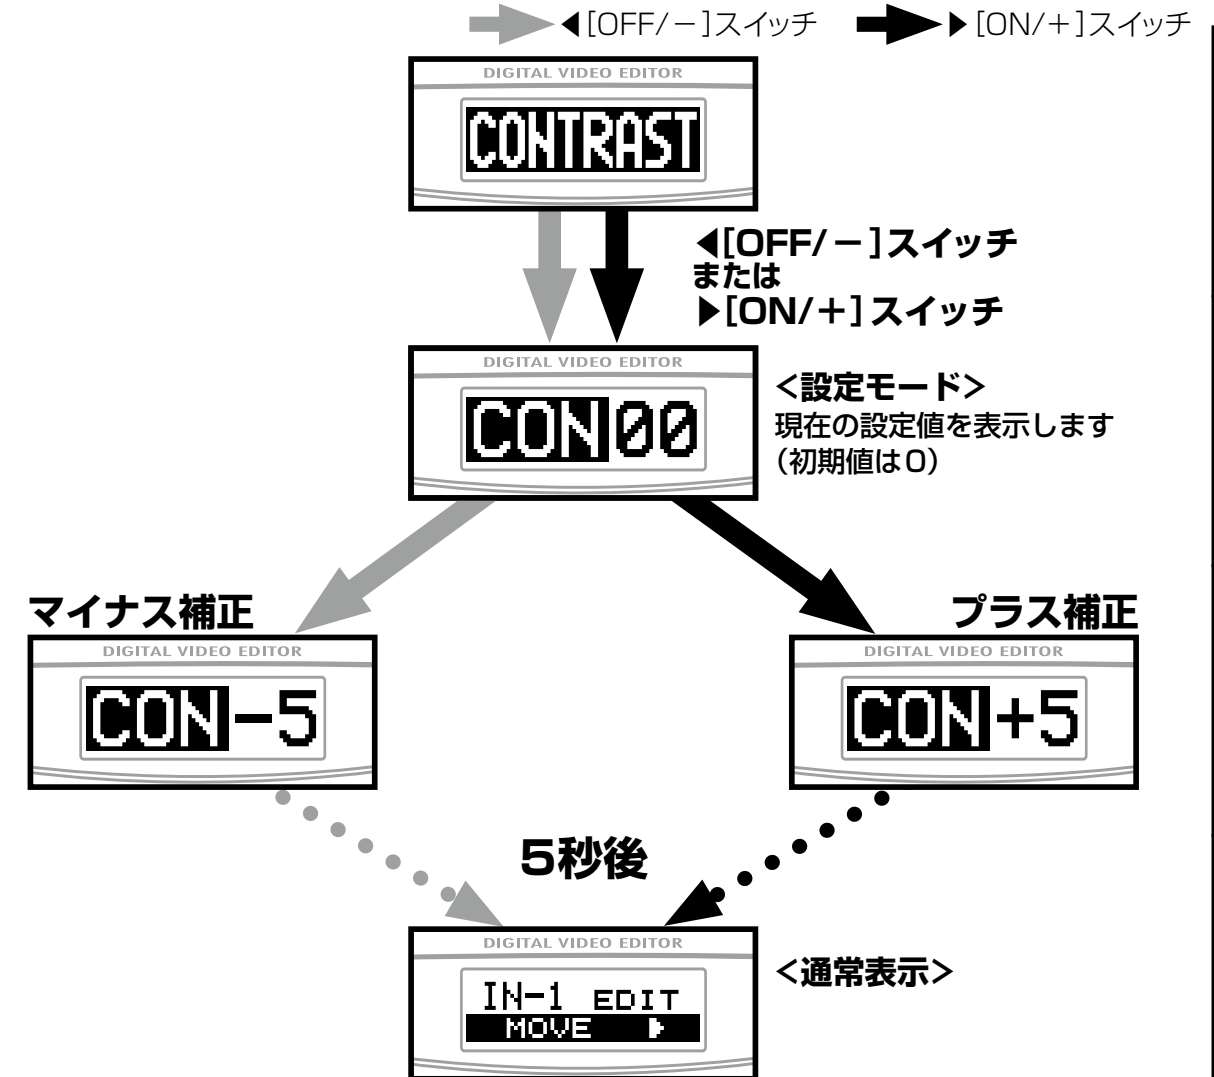 ◀[OFF/－]スイッチ ▶[ON/＋]スイッチ
DIGITAL VIDEO EDITOR
CONTRAST
◀[OFF/－]スイッチ
または
▶[ON/＋]スイッチ
DIGITAL VIDEO EDITOR
CON00
＜設定モード＞
現在の設定値を表示します
（初期値は0）
マイナス補正
DIGITAL VIDEO EDITOR
CON-5
プラス補正
DIGITAL VIDEO EDITOR
CON+5
5秒後
DIGITAL VIDEO EDITOR
IN-1 EDIT
MOVE ▶
＜通常表示＞